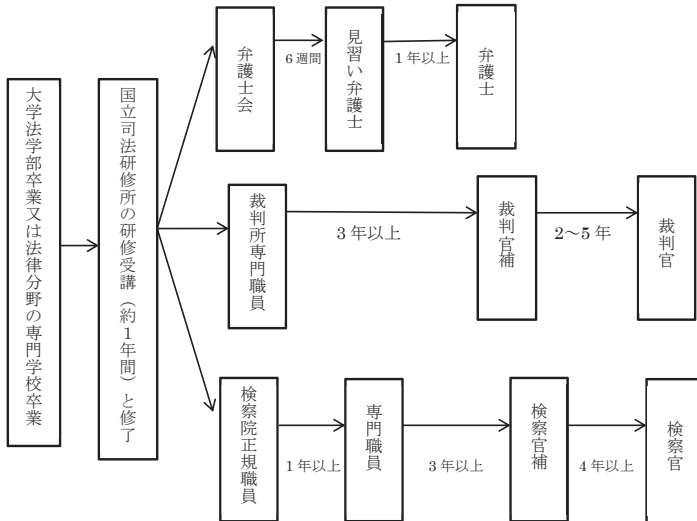 大学法学部卒業又は法律分野の専門学校卒業
国立司法研修所の研修受講（約１年間）と修了
弁護士会
6 週間
見習い弁護士
1 年以上
弁護士
裁判所専門職員
3 年以上
裁判官補
2〜5 年
裁判官
検察院正規職員
1 年以上
専門職員
3 年以上
検察官補
4 年以上
検察官